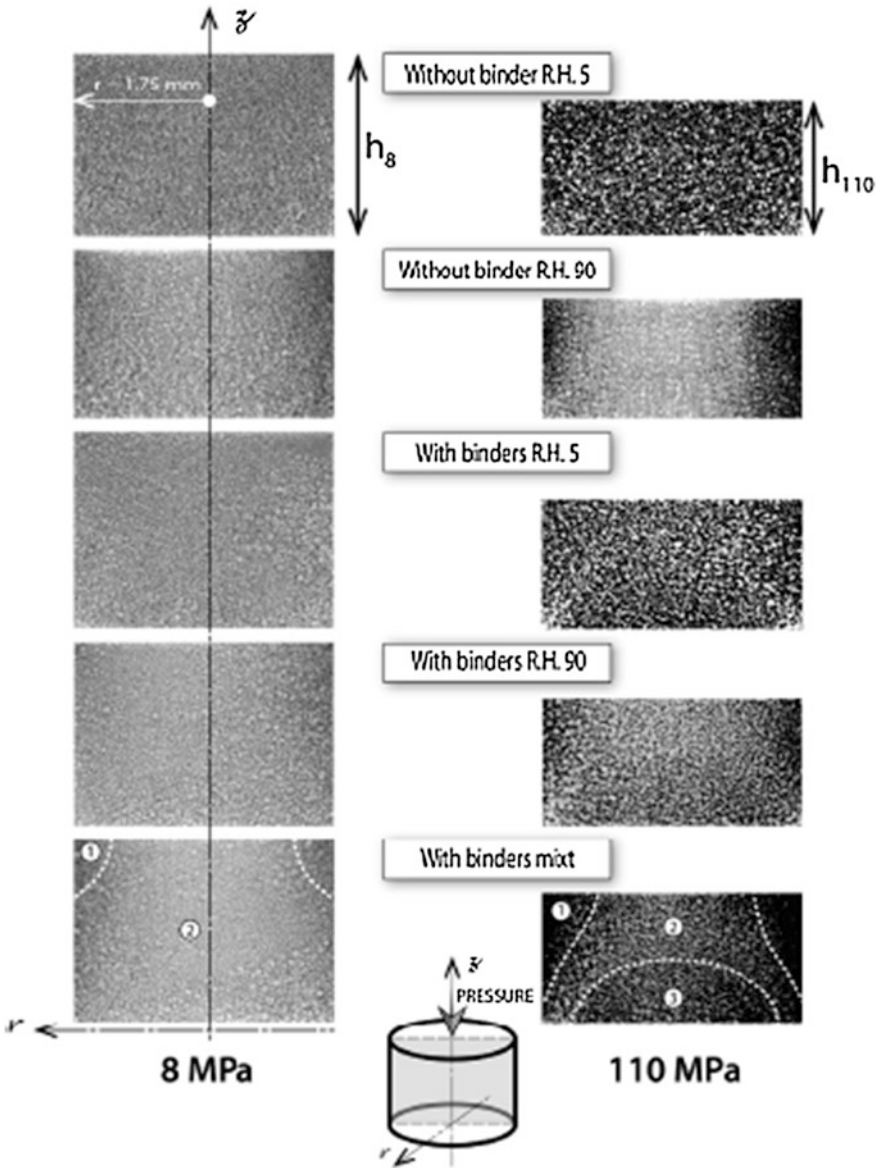 z
Without binder R.H. 5
r = 1.75 mm
h8
h110
Without binder R.H. 90
With binders R.H. 5
With binders R.H. 90
With binders mixt
1
2
1
2
3
z
PRESSURE
r
8 MPa
110 MPa
r